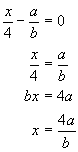 x/4 − a/b = 0
x/4 = a/b
bx = 4a
x = 4a/b